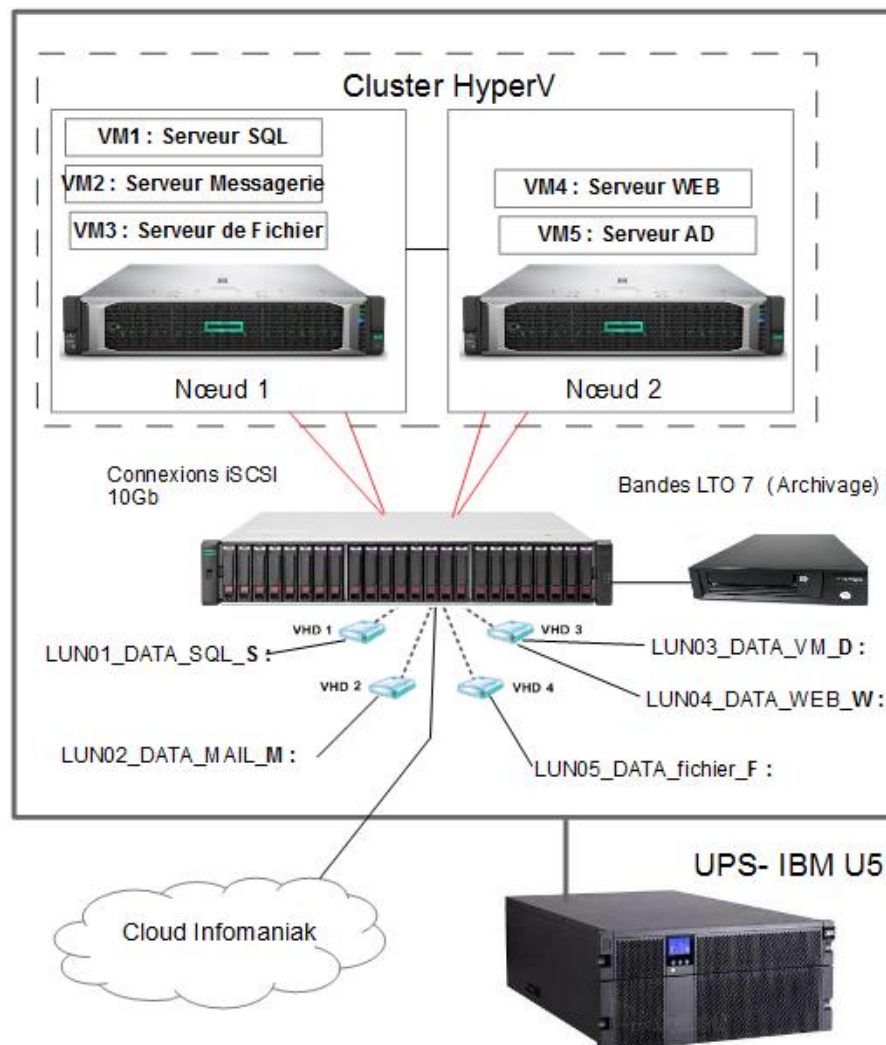 Cluster HyperV
VM1 : Serveur SQL
VM2 : Serveur Messagerie
VM3 : Serveur de Fichier
VM4 : Serveur WEB
VM5 : Serveur AD
Nœud 1
Nœud 2
Connexions iSCSI
10Gb
Bandes LTO 7 (Archivage)
VHD 1
VHD 3
LUN01_DATA_SQL_S :
LUN03_DATA_VM_D :
VHD 2
VHD 4
LUN04_DATA_WEB_W :
LUN02_DATA_MAIL_M :
LUN05_DATA_fichier_F :
UPS- IBM U5
Cloud Infomaniak